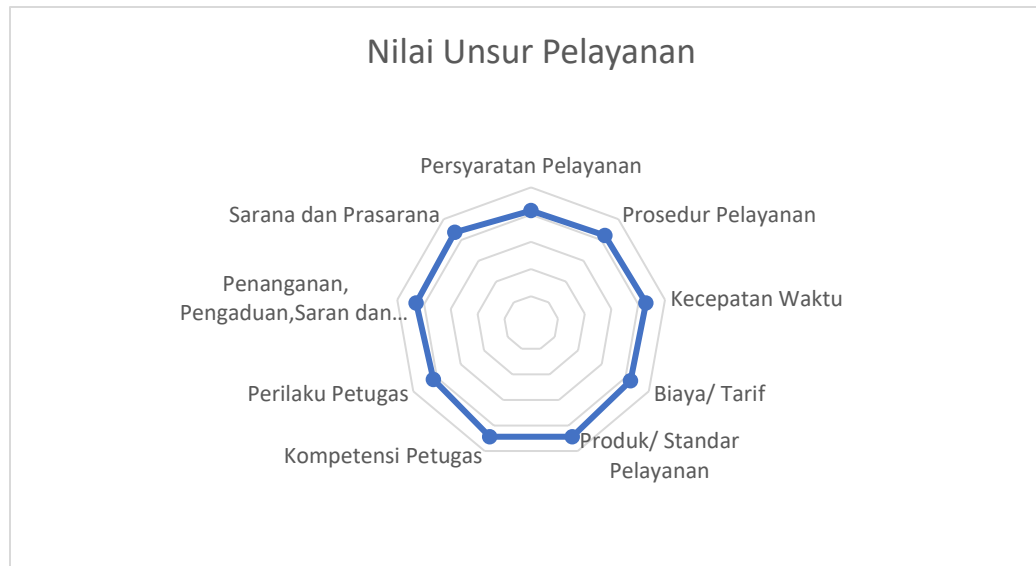 Nilai Unsur Pelayanan
Persyaratan Pelayanan
Prosedur Pelayanan
Kecepatan Waktu
Biaya/ Tarif
Produk/ Standar
Pelayanan
Kompetensi Petugas
Perilaku Petugas
Penanganan,
Pengaduan,Saran dan...
Sarana dan Prasarana